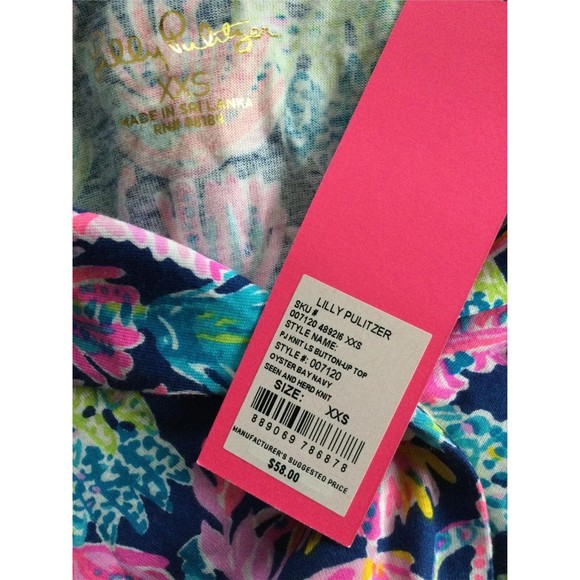 Lilly Pulitzer
XXS
MADE IN SRI LANKA
LILLY PULITZER
SKU #
007120 4892I6 XXS
STYLE NAME:
PJ KNIT LS BUTTON-UP TOP
STYLE #: 007120
OYSTER BAY NAVY
SEEN AND HERD KNIT
SIZE: XXS
889069 786878
MANUFACTURER'S SUGGESTED PRICE
$58.00